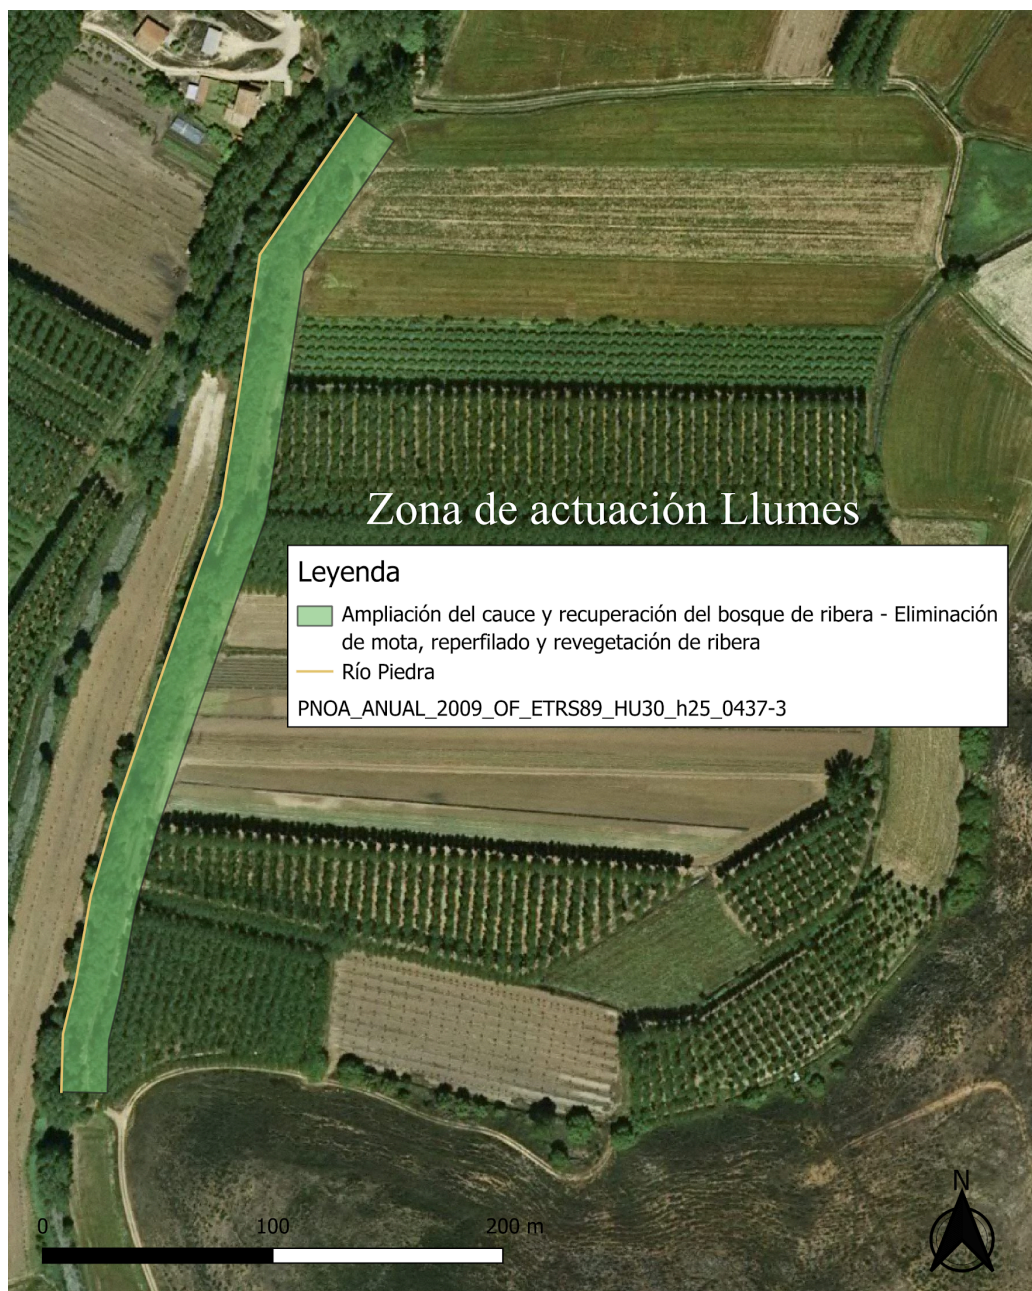 Zona de actuación Llumes
Leyenda
Ampliación del cauce y recuperación del bosque de ribera - Eliminación
de mota, reperfilado y revegetación de ribera
Río Piedra
PNOA_ANUAL_2009_OF_ETRS89_HU30_h25_0437-3
N
0 100 200 m